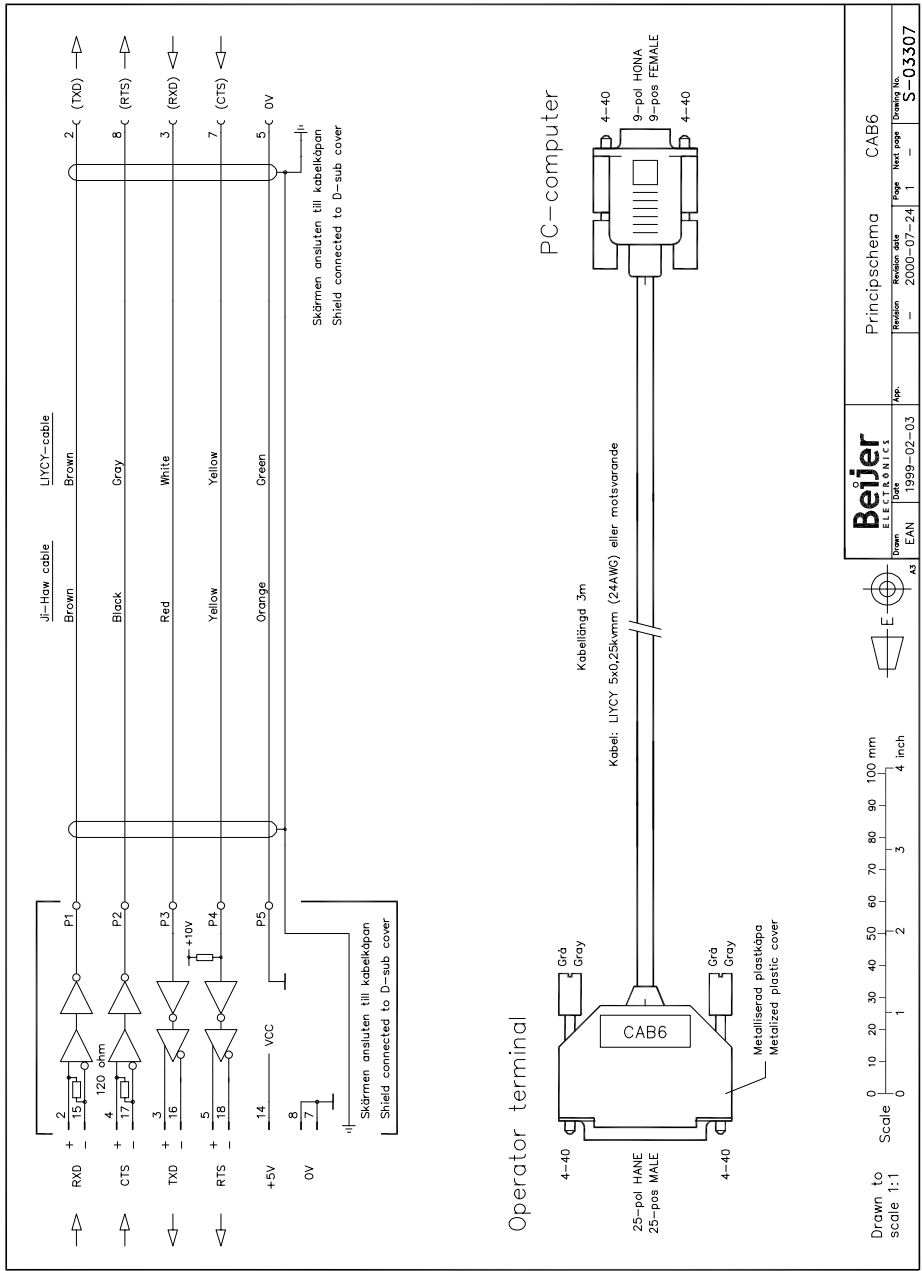 Ji-Haw cable
LIYCY-cable
RXD + 2
- 15
120 ohm
P1
Brown
Brown
2 (TXD)
CTS + 4
- 17
P2
Black
Gray
8 (RTS)
TXD + 3
- 16
P3
Red
White
3 (RXD)
+10V
RTS + 5
- 18
P4
Yellow
Yellow
7 (CTS)
+5V 14 VCC
P5
Orange
Green
5 0V
0V 8
7
Skärmen ansluten till kabelkåpan
Shield connected to D-sub cover
Skärmen ansluten till kabelkåpan
Shield connected to D-sub cover
Operator terminal
PC-computer
4-40
25-pol HANE
25-pos MALE
4-40
Grå
Gray
CAB6
Grå
Gray
Metalliserad plastkåpa
Metalized plastic cover
Kabellängd 3m
Kabel: LIYCY 5x0,25kvmm (24AWG) eller motsvarande
4-40
9-pol HONA
9-pos FEMALE
4-40
Drawn to
scale 1:1
Scale
0 10 20 30 40 50 60 70 80 90 100 mm
0 1 2 3 4 inch
E
A3
Beijer
ELECTRONICS
Principschema CAB6
Drawn
EAN
Date
1999-02-03
App.
Revision
-
Revision date
2000-07-24
Page
1
Next page
-
Drawing No.
S-03307